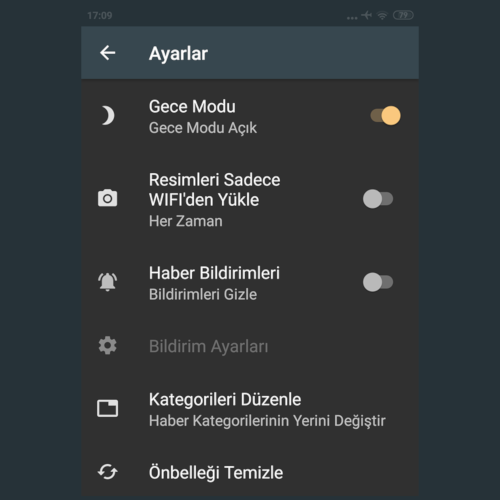 17:09
79
Ayarlar
Gece Modu
Gece Modu Açık
Resimleri Sadece
WIFI'den Yükle
Her Zaman
Haber Bildirimleri
Bildirimleri Gizle
Bildirim Ayarları
Kategorileri Düzenle
Haber Kategorilerinin Yerini Değiştir
Önbelleği Temizle